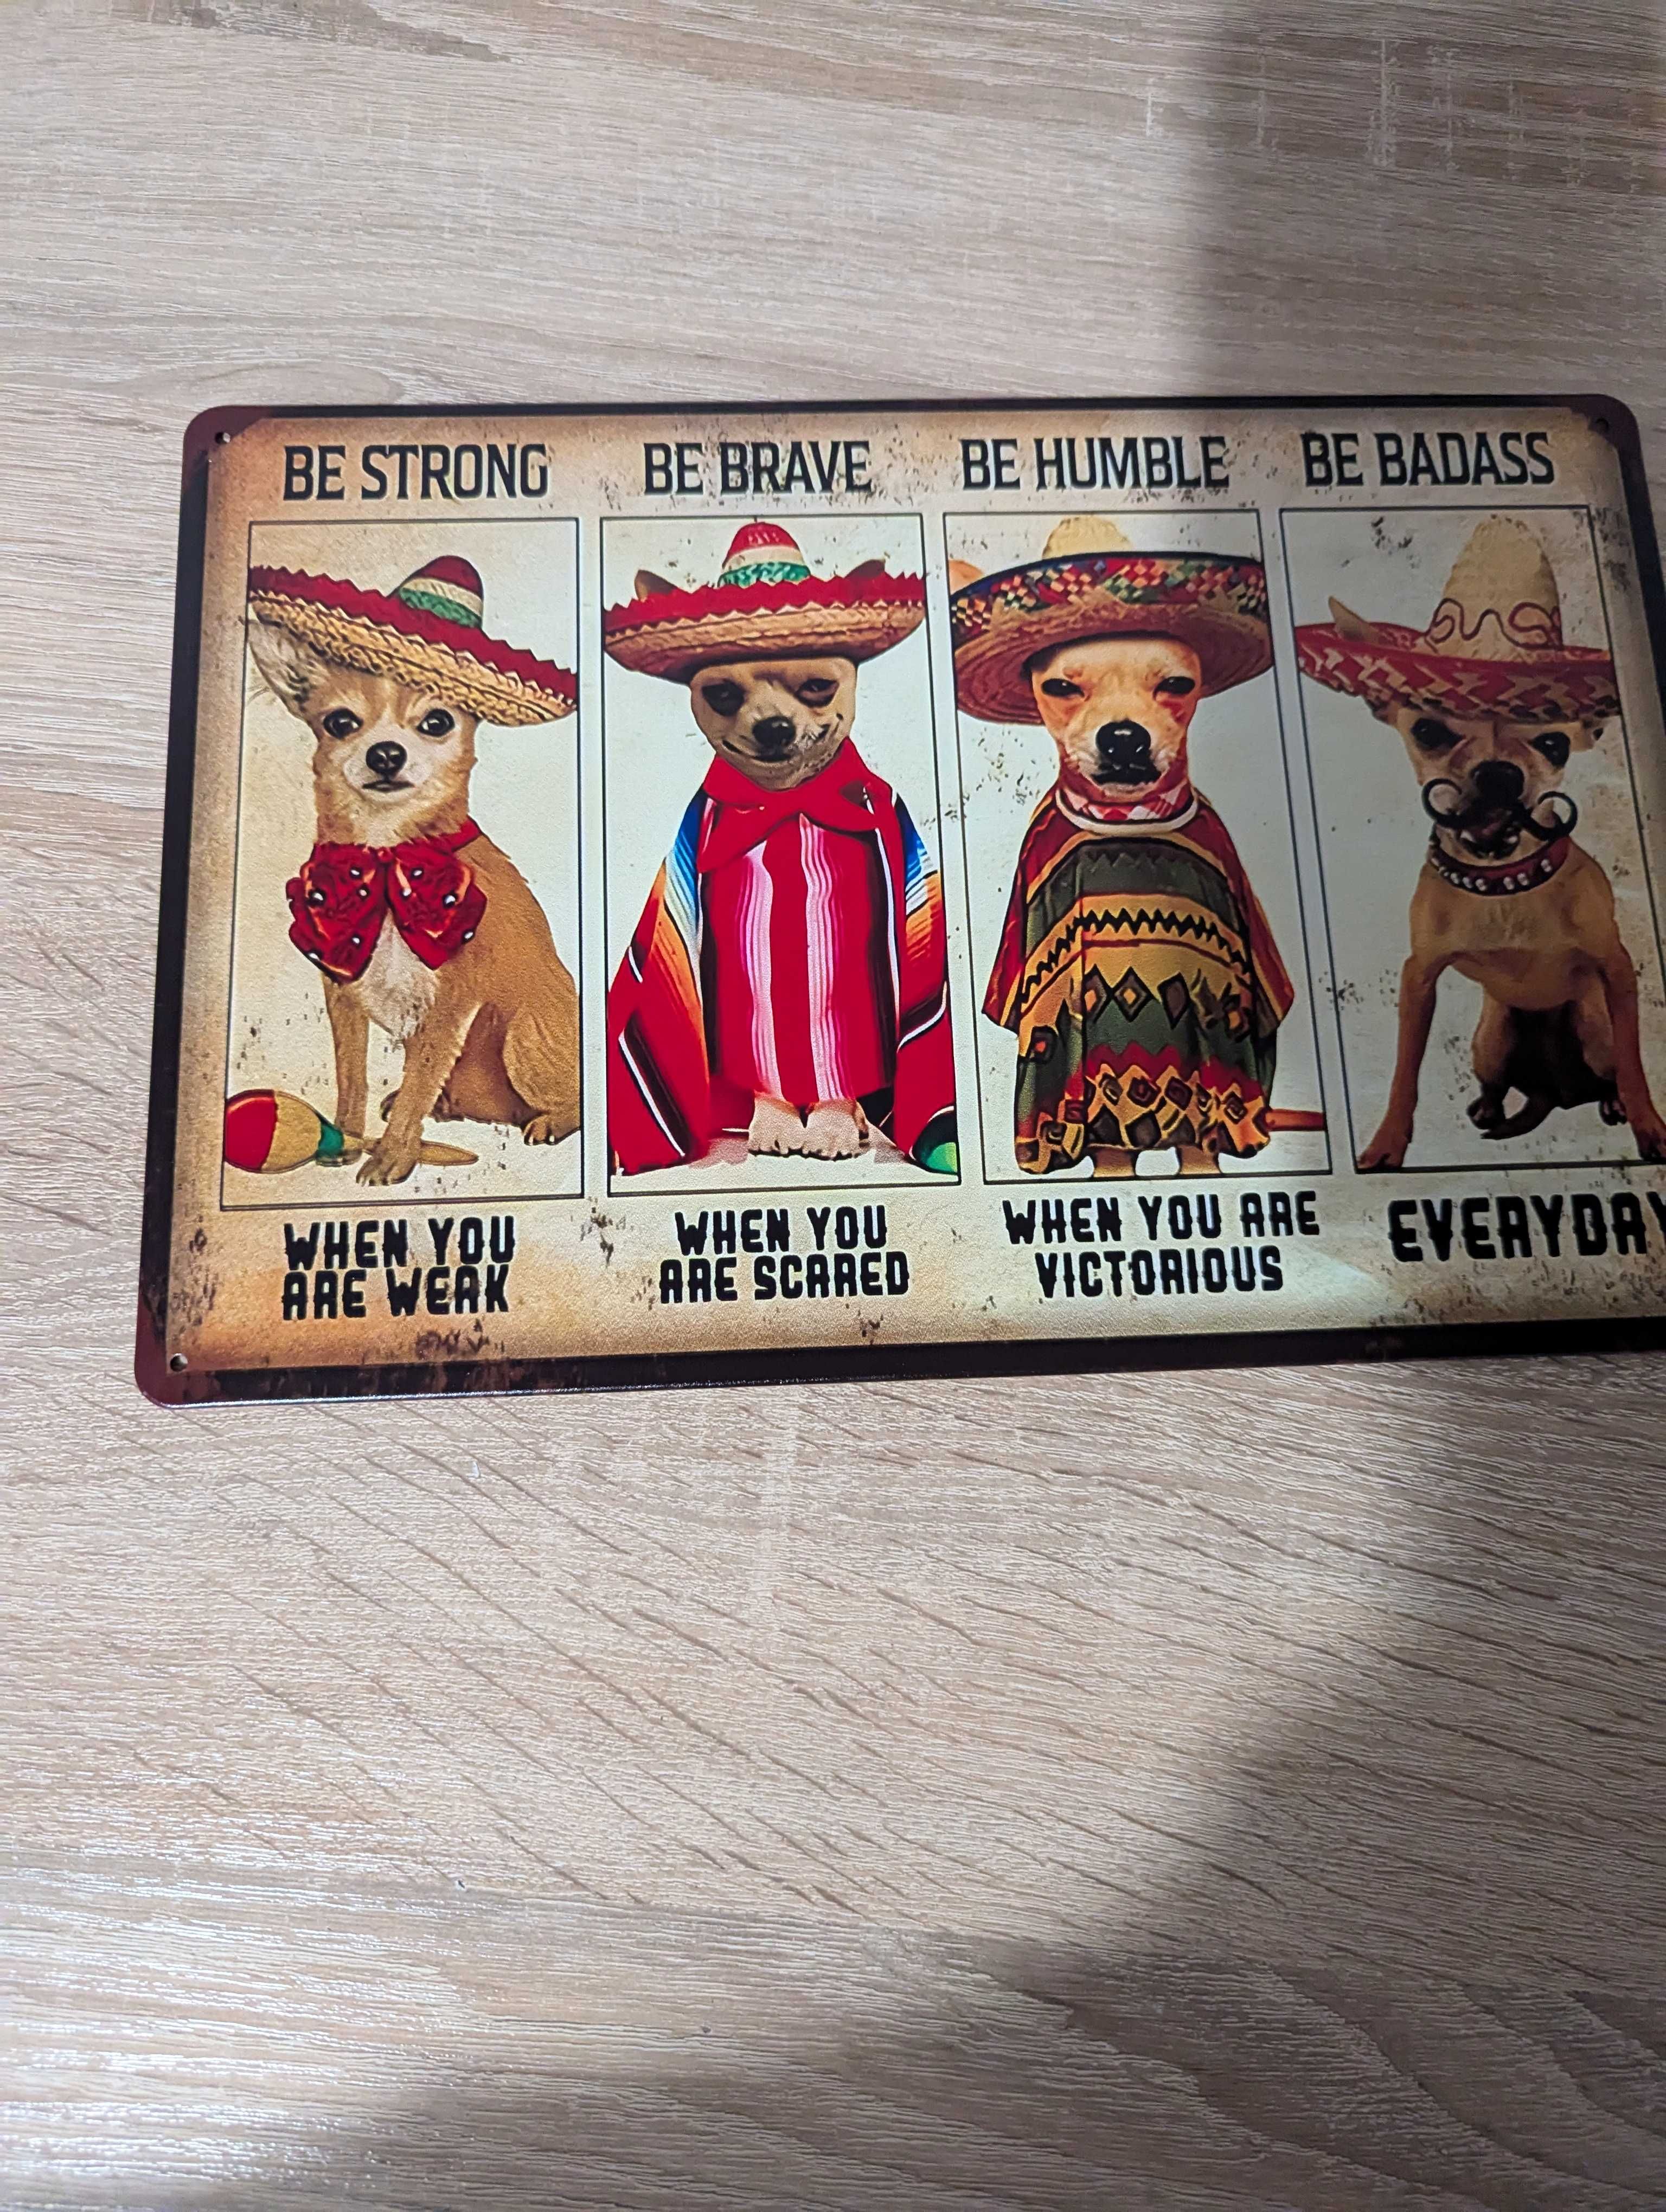 BE STRONG
BE BRAVE
BE HUMBLE
BE BADASS
WHEN YOU
ARE WEAK
WHEN YOU
ARE SCARED
WHEN YOU ARE
VICTORIOUS
EVERYDAY